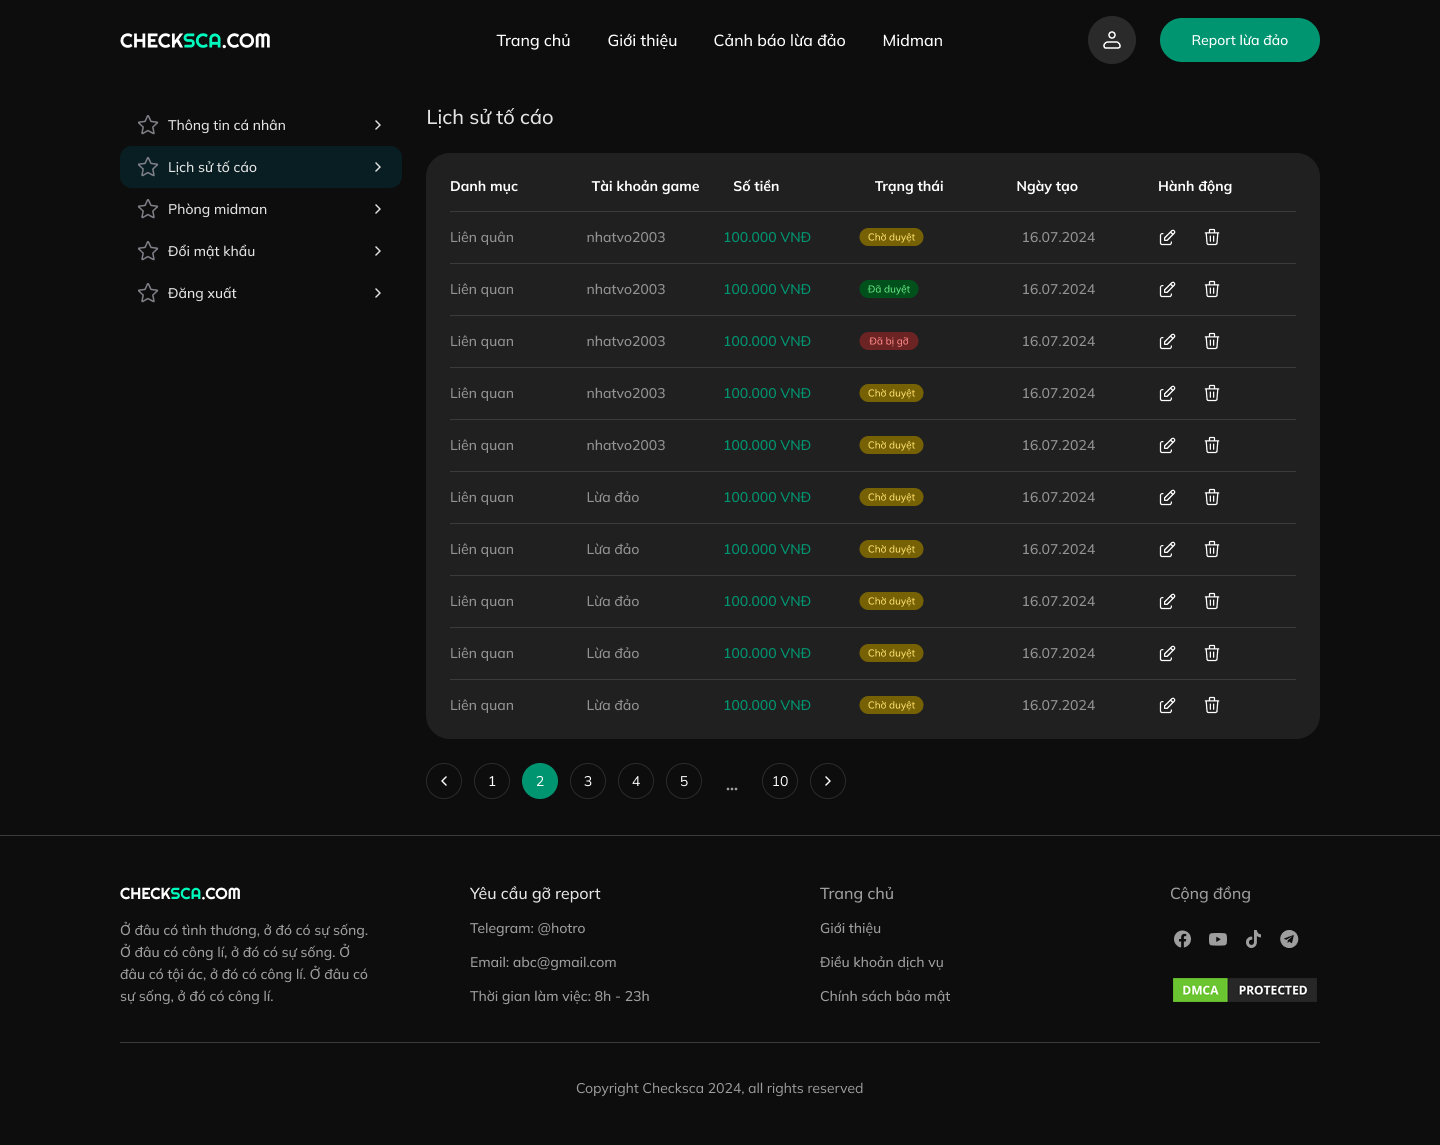 CHECKSCA.COM
Trang chủ Giới thiệu Cảnh báo lừa đảo Midman
Report lừa đảo
Thông tin cá nhân
Lịch sử tố cáo
Phòng midman
Đổi mật khẩu
Đăng xuất
Lịch sử tố cáo
Danh mục Tài khoản game Số tiền Trạng thái Ngày tạo Hành động
Liên quân nhatvo2003 100.000 VNĐ Chờ duyệt 16.07.2024
Liên quan nhatvo2003 100.000 VNĐ Đã duyệt 16.07.2024
Liên quan nhatvo2003 100.000 VNĐ Đã bị gỡ 16.07.2024
Liên quan nhatvo2003 100.000 VNĐ Chờ duyệt 16.07.2024
Liên quan nhatvo2003 100.000 VNĐ Chờ duyệt 16.07.2024
Liên quan Lừa đảo 100.000 VNĐ Chờ duyệt 16.07.2024
Liên quan Lừa đảo 100.000 VNĐ Chờ duyệt 16.07.2024
Liên quan Lừa đảo 100.000 VNĐ Chờ duyệt 16.07.2024
Liên quan Lừa đảo 100.000 VNĐ Chờ duyệt 16.07.2024
Liên quan Lừa đảo 100.000 VNĐ Chờ duyệt 16.07.2024
1 2 3 4 5 ... 10
CHECKSCA.COM
Ở đâu có tình thương, ở đó có sự sống.
Ở đâu có công lí, ở đó có sự sống. Ở
đâu có tội ác, ở đó có công lí. Ở đâu có
sự sống, ở đó có công lí.
Yêu cầu gỡ report
Telegram: @hotro
Email: abc@gmail.com
Thời gian làm việc: 8h - 23h
Trang chủ
Giới thiệu
Điều khoản dịch vụ
Chính sách bảo mật
Cộng đồng
DMCA PROTECTED
Copyright Checksca 2024, all rights reserved